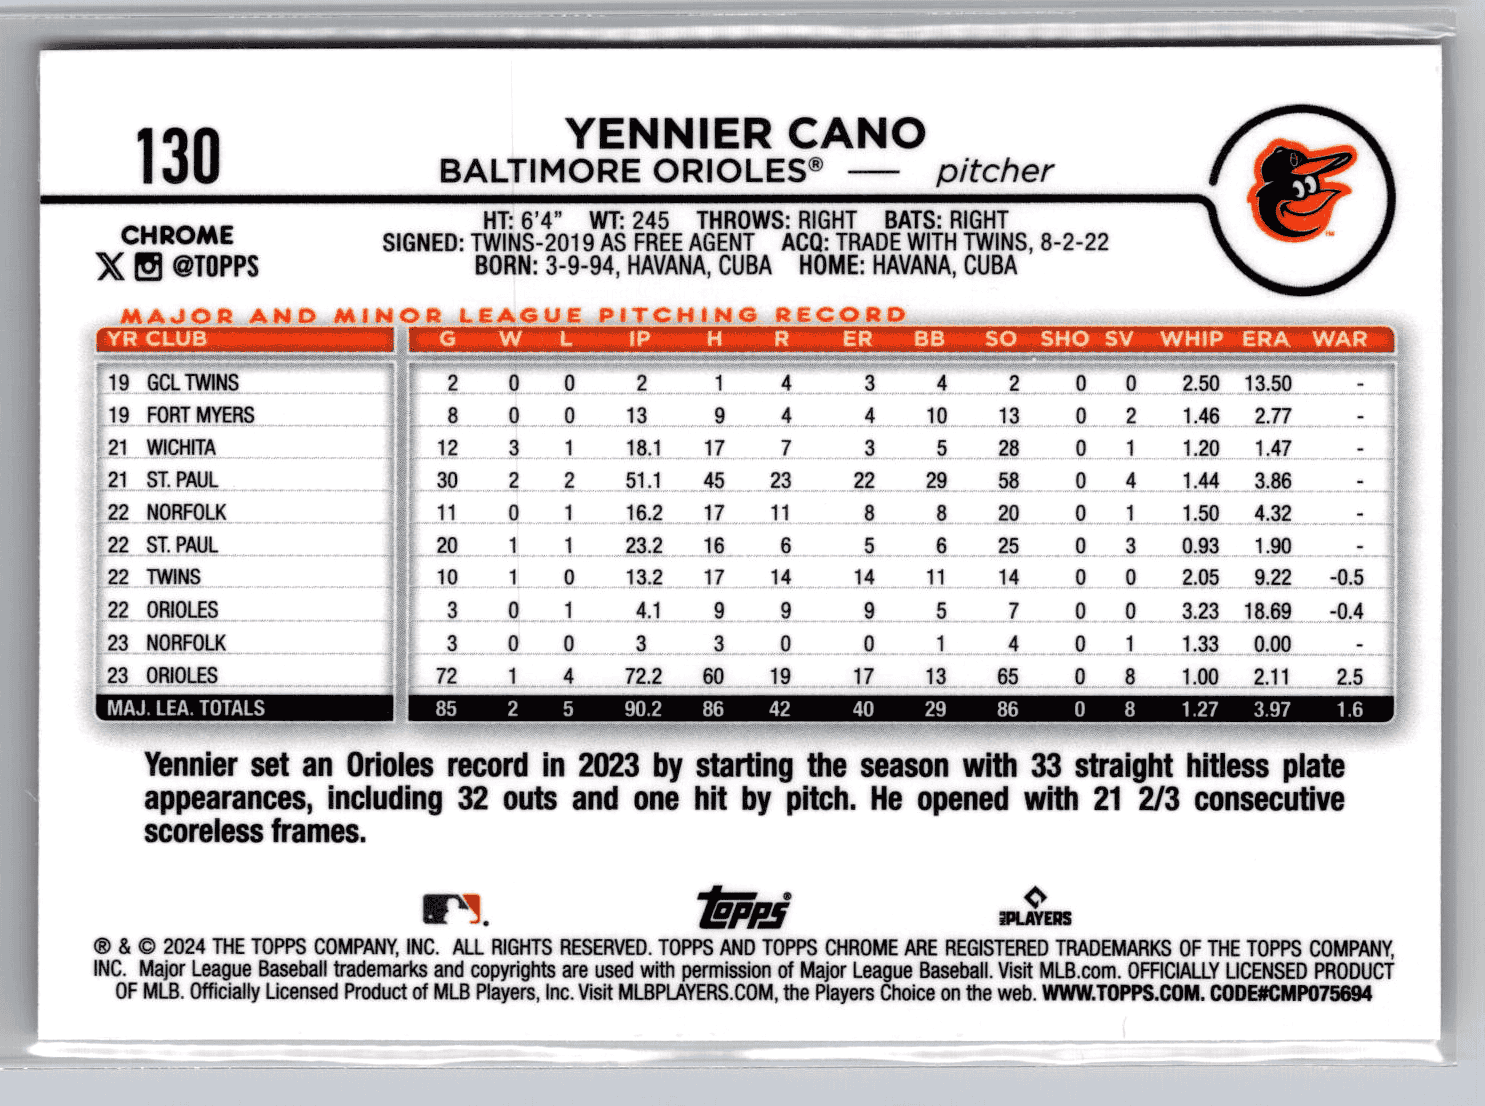 130
YENNIER CANO
BALTIMORE ORIOLES® — pitcher
CHROME
@TOPPS
HT: 6'4" WT: 245 THROWS: RIGHT BATS: RIGHT
SIGNED: TWINS-2019 AS FREE AGENT ACQ: TRADE WITH TWINS, 8-2-22
BORN: 3-9-94, HAVANA, CUBA HOME: HAVANA, CUBA
MAJOR AND MINOR LEAGUE PITCHING RECORD
YR CLUB G W L IP H R ER BB SO SHO SV WHIP ERA WAR
19 GCL TWINS 2 0 0 2 1 4 3 4 2 0 0 2.50 13.50 -
19 FORT MYERS 8 0 0 13 9 4 4 10 13 0 2 1.46 2.77 -
21 WICHITA 12 3 1 18.1 17 7 3 5 28 0 1 1.20 1.47 -
21 ST. PAUL 30 2 2 51.1 45 23 22 29 58 0 4 1.44 3.86 -
22 NORFOLK 11 0 1 16.2 17 11 8 8 20 0 1 1.50 4.32 -
22 ST. PAUL 20 1 1 23.2 16 6 5 6 25 0 3 0.93 1.90 -
22 TWINS 10 1 0 13.2 17 14 14 11 14 0 0 2.05 9.22 -0.5
22 ORIOLES 3 0 1 4.1 9 9 9 5 7 0 0 3.23 18.69 -0.4
23 NORFOLK 3 0 0 3 3 0 0 1 4 0 1 1.33 0.00 -
23 ORIOLES 72 1 4 72.2 60 19 17 13 65 0 8 1.00 2.11 2.5
MAJ. LEA. TOTALS 85 2 5 90.2 86 42 40 29 86 0 8 1.27 3.97 1.6
Yennier set an Orioles record in 2023 by starting the season with 33 straight hitless plate
appearances, including 32 outs and one hit by pitch. He opened with 21 2/3 consecutive
scoreless frames.
Topps® MLB PLAYERS
® & © 2024 THE TOPPS COMPANY, INC. ALL RIGHTS RESERVED. TOPPS AND TOPPS CHROME ARE REGISTERED TRADEMARKS OF THE TOPPS COMPANY,
INC. Major League Baseball trademarks and copyrights are used with permission of Major League Baseball. Visit MLB.com. OFFICIALLY LICENSED PRODUCT
OF MLB. Officially Licensed Product of MLB Players, Inc. Visit MLBPLAYERS.COM, the Players Choice on the web. WWW.TOPPS.COM. CODE#CMP075694